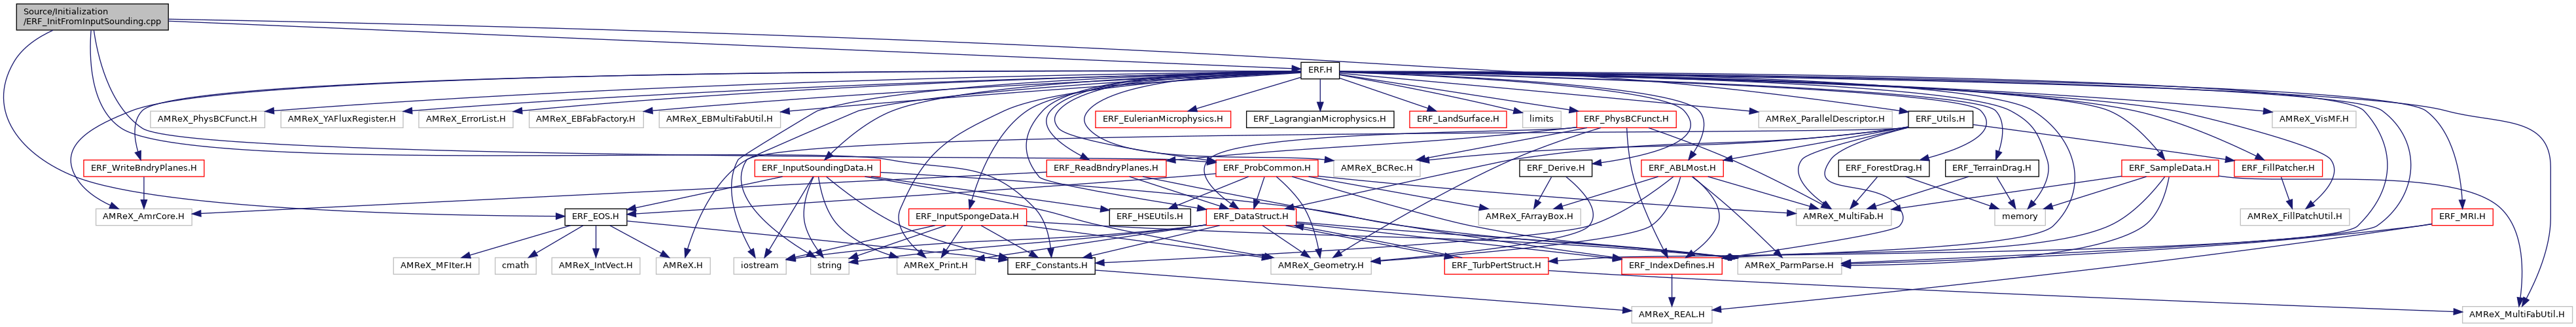 Source/Initialization
/ERF_InitFromInputSounding.cpp
ERF.H
AMReX_PhysBCFunct.H
AMReX_YAFluxRegister.H
AMReX_ErrorList.H
AMReX_EBFabFactory.H
AMReX_EBMultiFabUtil.H
ERF_EulerianMicrophysics.H
ERF_LagrangianMicrophysics.H
ERF_LandSurface.H
limits
ERF_PhysBCFunct.H
AMReX_ParallelDescriptor.H
ERF_Utils.H
AMReX_VisMF.H
ERF_WriteBndryPlanes.H
ERF_InputSoundingData.H
ERF_ReadBndryPlanes.H
ERF_ProbCommon.H
AMReX_BCRec.H
ERF_Derive.H
ERF_ABLMost.H
ERF_ForestDrag.H
ERF_TerrainDrag.H
ERF_SampleData.H
ERF_FillPatcher.H
AMReX_AmrCore.H
ERF_EOS.H
ERF_InputSpongeData.H
ERF_HSEUtils.H
ERF_DataStruct.H
AMReX_FArrayBox.H
AMReX_MultiFab.H
memory
AMReX_FillPatchUtil.H
ERF_MRI.H
AMReX_MFIter.H
cmath
AMReX_IntVect.H
AMReX.H
iostream
string
AMReX_Print.H
ERF_Constants.H
AMReX_Geometry.H
ERF_TurbPertStruct.H
ERF_IndexDefines.H
AMReX_ParmParse.H
AMReX_REAL.H
AMReX_MultiFabUtil.H